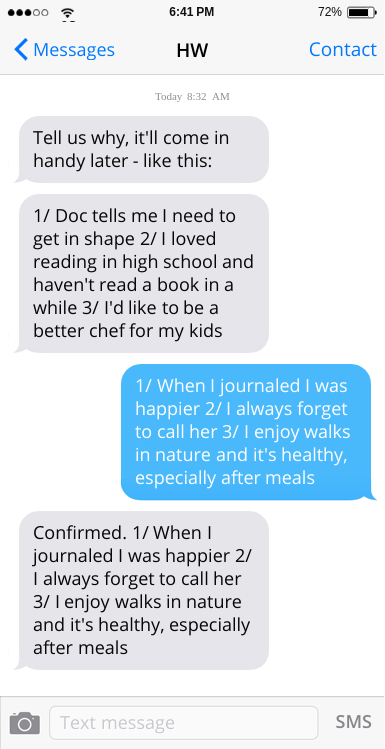 6:41 PM 72%
Messages HW Contact
Today 8:32 AM
Tell us why, it'll come in
handy later - like this:
1/ Doc tells me I need to
get in shape 2/ I loved
reading in high school and
haven't read a book in a
while 3/ I'd like to be a
better chef for my kids
1/ When I journaled I was
happier 2/ I always forget
to call her 3/ I enjoy walks
in nature and it's healthy,
especially after meals
Confirmed. 1/ When I
journaled I was happier 2/
I always forget to call her
3/ I enjoy walks in nature
and it's healthy, especially
after meals
Text message SMS